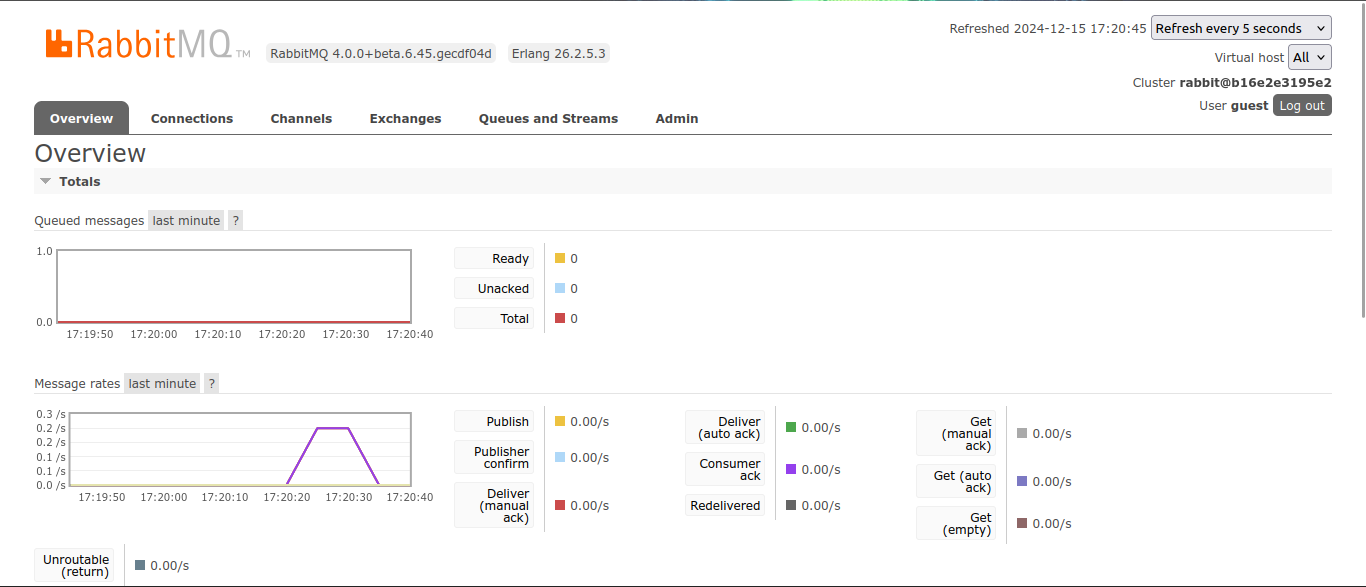 RabbitMQ TM
RabbitMQ 4.0.0+beta.6.45.gecdf04d
Erlang 26.2.5.3
Refreshed 2024-12-15 17:20:45
Refresh every 5 seconds
Virtual host All
Cluster rabbit@b16e2e3195e2
User guest Log out
Overview Connections Channels Exchanges Queues and Streams Admin
Overview
Totals
Queued messages last minute ?
1.0
0.0
17:19:50 17:20:00 17:20:10 17:20:20 17:20:30 17:20:40
Ready 0
Unacked 0
Total 0
Message rates last minute ?
0.3 /s
0.2 /s
0.2 /s
0.1 /s
0.1 /s
0.0 /s
17:19:50 17:20:00 17:20:10 17:20:20 17:20:30 17:20:40
Publish 0.00/s
Publisher
confirm 0.00/s
Deliver
(manual 0.00/s
ack)
Deliver
(auto ack) 0.00/s
Consumer
ack 0.00/s
Redelivered 0.00/s
Get
(manual 0.00/s
ack)
Get (auto
ack) 0.00/s
Get
(empty) 0.00/s
Unroutable
(return) 0.00/s